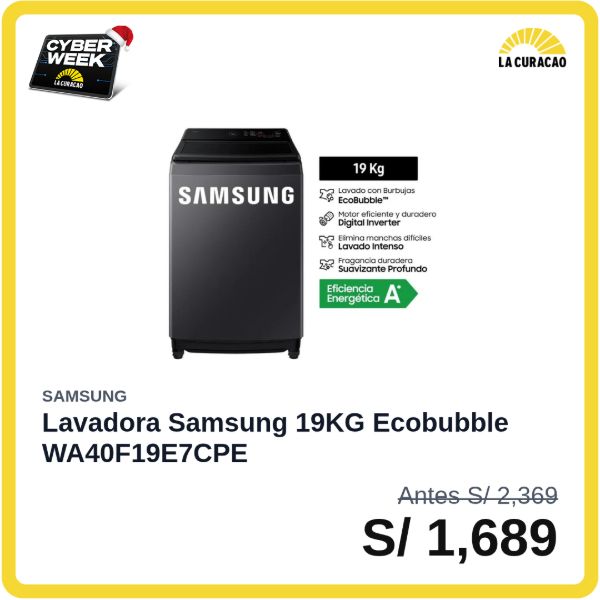 CYBER
WEEK
LA CURACAO
LA CURACAO
SAMSUNG
19 Kg
Lavado con Burbujas
EcoBubble™
Motor eficiente y duradero
Digital Inverter
Elimina manchas difíciles
Lavado Intenso
Fragancia duradera
Suavizante Profundo
Eficiencia
Energética A*
SAMSUNG
Lavadora Samsung 19KG Ecobubble
WA40F19E7CPE
Antes S/ 2,369
S/ 1,689